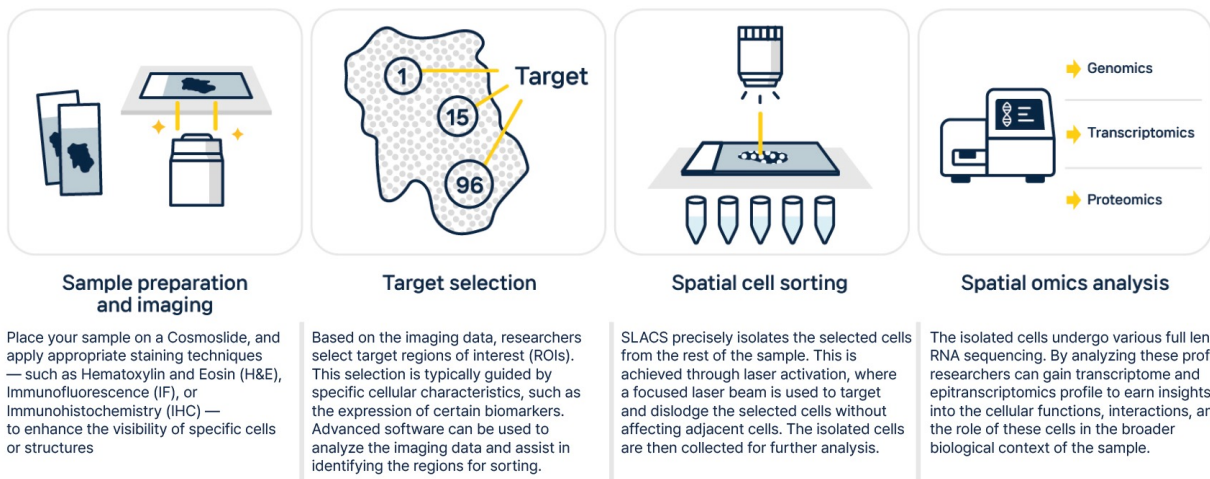 1
15
96
Target
Genomics
Transcriptomics
Proteomics
Sample preparation
and imaging
Place your sample on a Cosmoslide, and
apply appropriate staining techniques
— such as Hematoxylin and Eosin (H&E),
Immunofluorescence (IF), or
Immunohistochemistry (IHC) —
to enhance the visibility of specific cells
or structures
Target selection
Based on the imaging data, researchers
select target regions of interest (ROIs).
This selection is typically guided by
specific cellular characteristics, such as
the expression of certain biomarkers.
Advanced software can be used to
analyze the imaging data and assist in
identifying the regions for sorting.
Spatial cell sorting
SLACS precisely isolates the selected cells
from the rest of the sample. This is
achieved through laser activation, where
a focused laser beam is used to target
and dislodge the selected cells without
affecting adjacent cells. The isolated cells
are then collected for further analysis.
Spatial omics analysis
The isolated cells undergo various full
RNA sequencing. By analyzing these
researchers can gain transcriptome and
epitranscriptomics profile to earn insights
into the cellular functions, interactions,
the role of these cells in the broader
biological context of the sample.